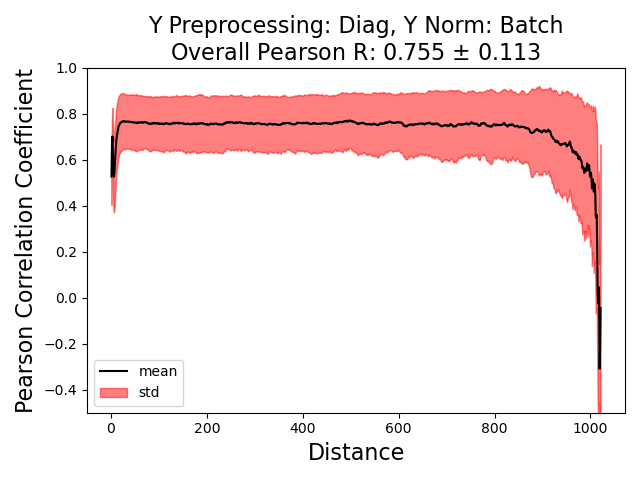 Y Preprocessing: Diag, Y Norm: Batch
Overall Pearson R: 0.755 ± 0.113
Pearson Correlation Coefficient
1.0
0.8
0.6
0.4
0.2
0.0
−0.2
−0.4
mean
std
0 200 400 600 800 1000
Distance